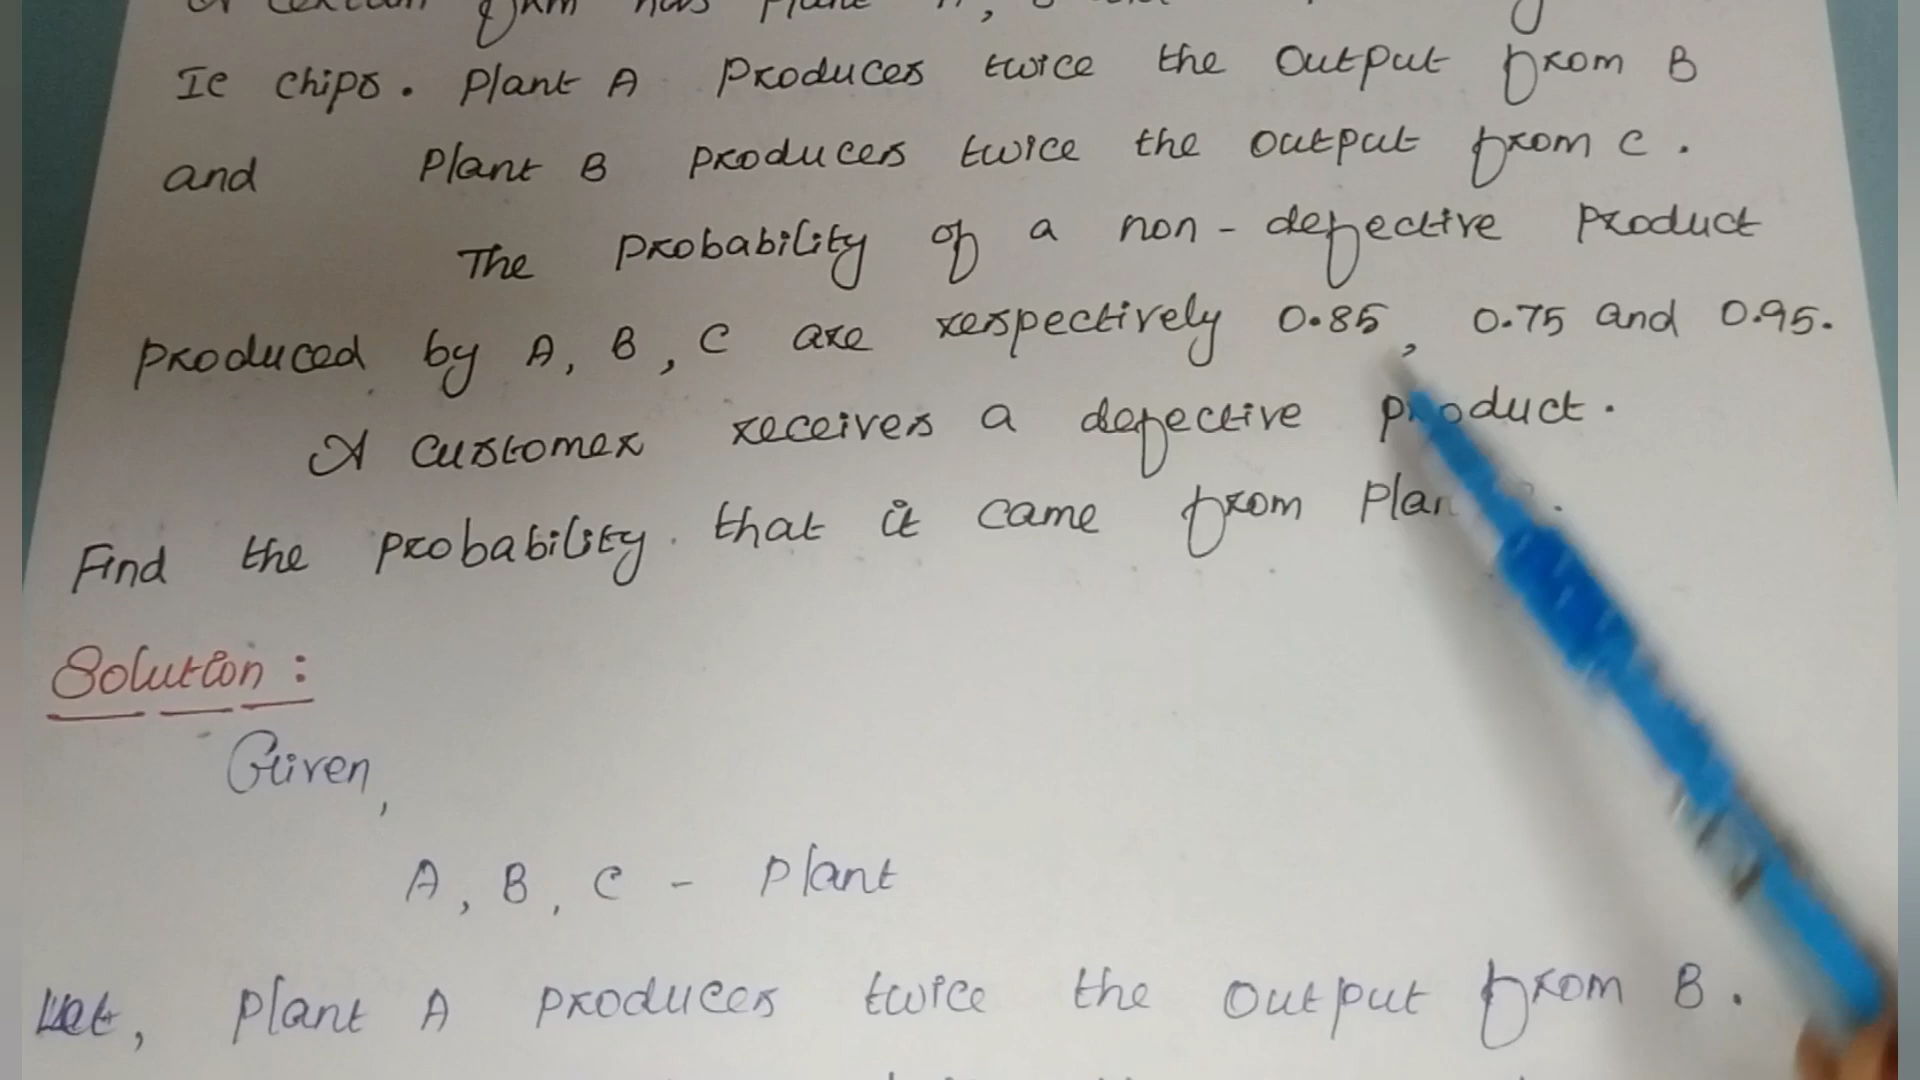 Ic chips. Plant A Produces twice the Output from B
and Plant B produces twice the output from C.
The probability of a non-defective Product
produced by A, B, C are respectively 0.85, 0.75 and 0.95.
A customer receives a defective product.
Find the probability that it came from
Solution:
Given,
A, B, C - Plant
Let, plant A produces twice the output from B.